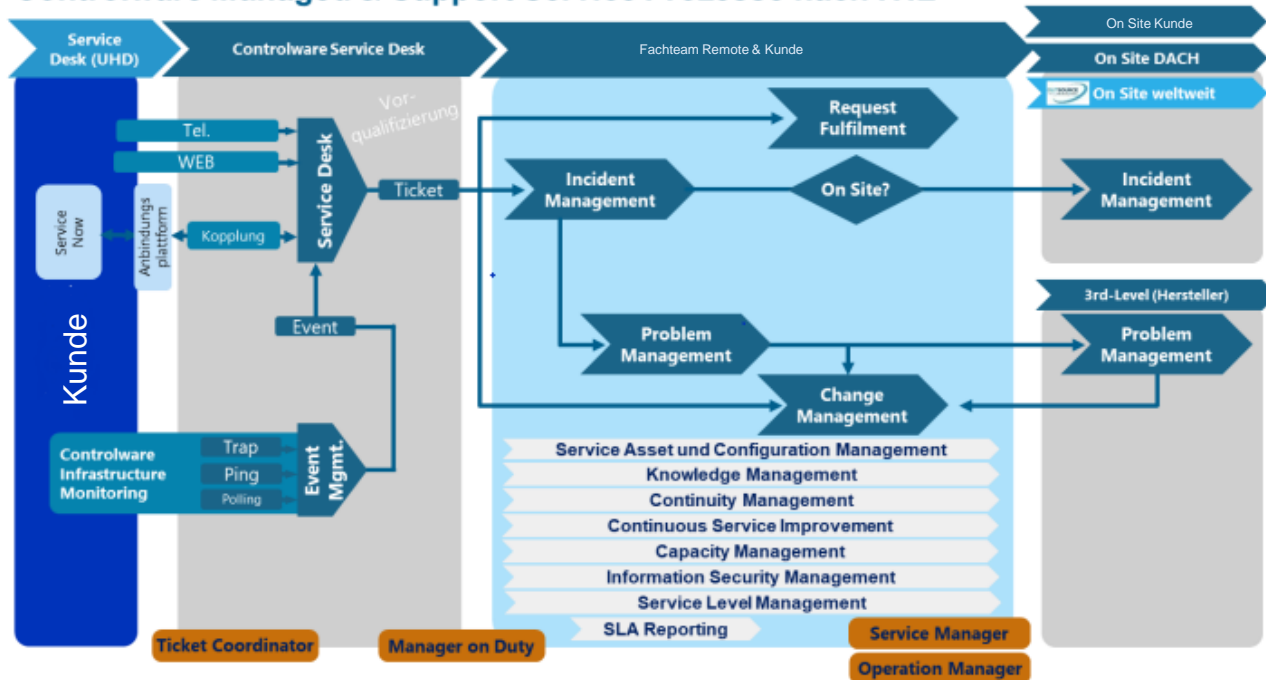 Service
Desk (UHD)
Controlware Service Desk
Fachteam Remote & Kunde
On Site Kunde
On Site DACH
On Site weltweit
Vor-
qualifizierung
Tel.
WEB
Service
Now
Anbindungs
plattform
Kopplung
Service Desk
Ticket
Event
Kunde
Controlware
Infrastructure
Monitoring
Trap
Ping
Polling
Event
Mgmt.
Request
Fulfilment
Incident
Management
On Site?
Incident
Management
3rd-Level (Hersteller)
Problem
Management
Problem
Management
Change
Management
Service Asset und Configuration Management
Knowledge Management
Continuity Management
Continuous Service Improvement
Capacity Management
Information Security Management
Service Level Management
SLA Reporting
Ticket Coordinator
Manager on Duty
Service Manager
Operation Manager